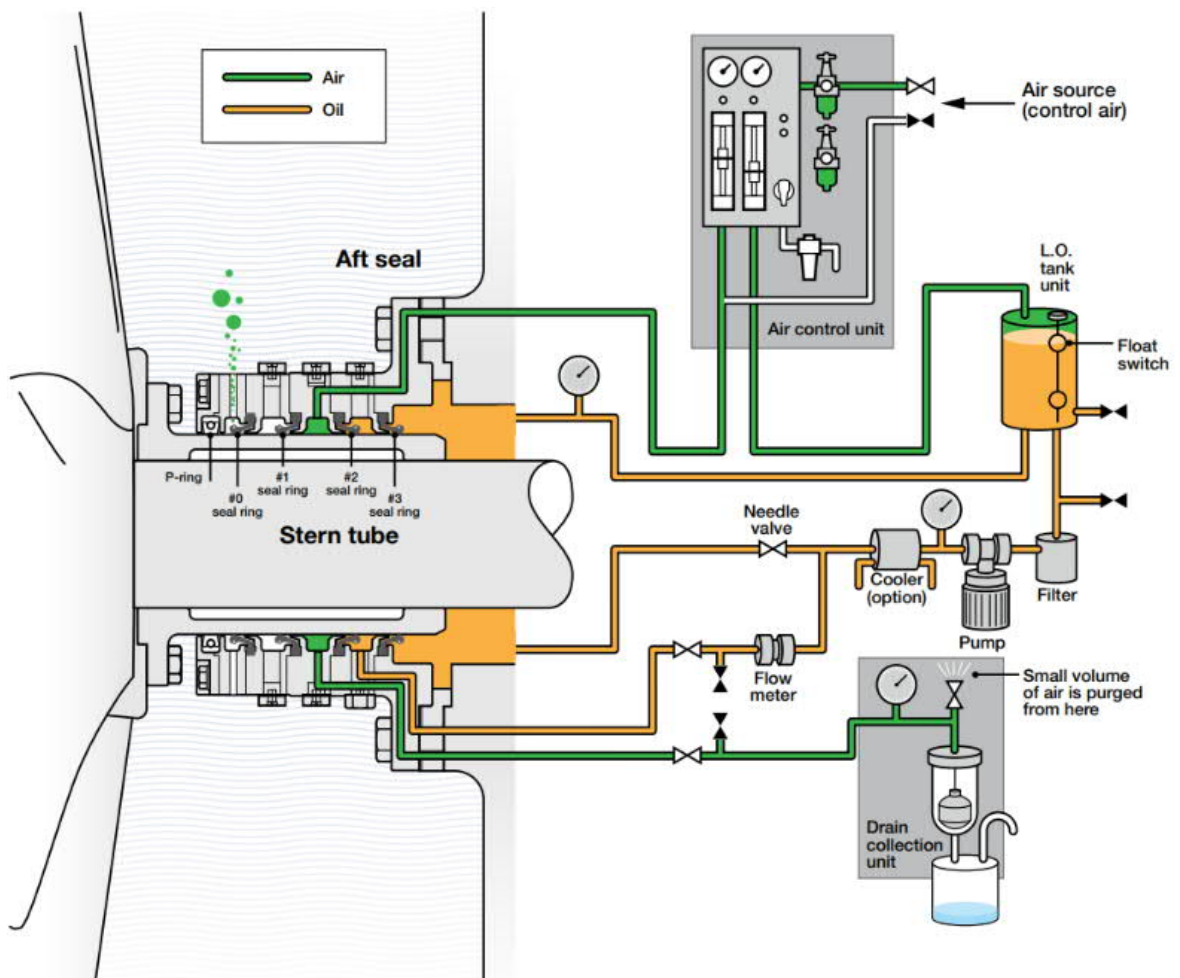 Air
Oil
Air source
(control air)
Aft seal
L.O.
tank
unit
Air control unit
Float
switch
P-ring
#0
seal ring
#1
seal ring
#2
seal ring
#3
seal ring
Stern tube
Needle
valve
Cooler
(option)
Filter
Pump
Flow
meter
Small volume
of air is purged
from here
Drain
collection
unit